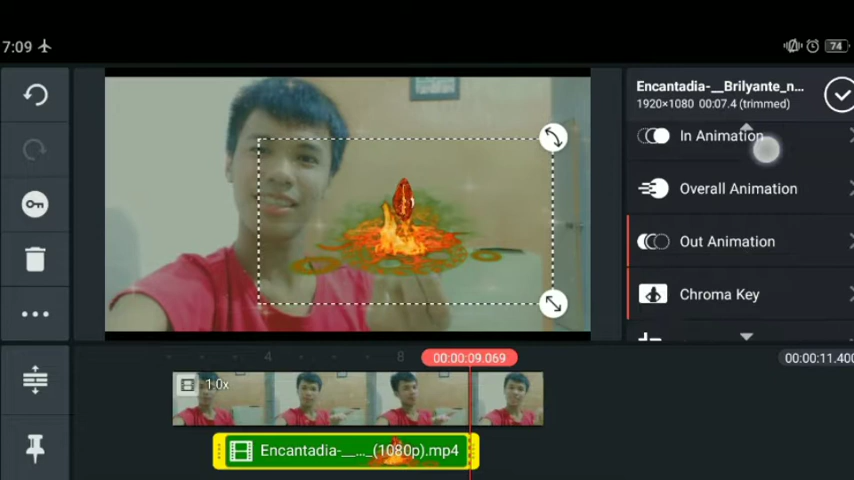 7:09
74
Encantadia-__Brilyante_n...
1920×1080 00:07.4 (trimmed)
In Animation
Overall Animation
Out Animation
Chroma Key
4
8
00:00:09.069
00:00:11.400
1.0x
Encantadia-__..._(1080p).mp4